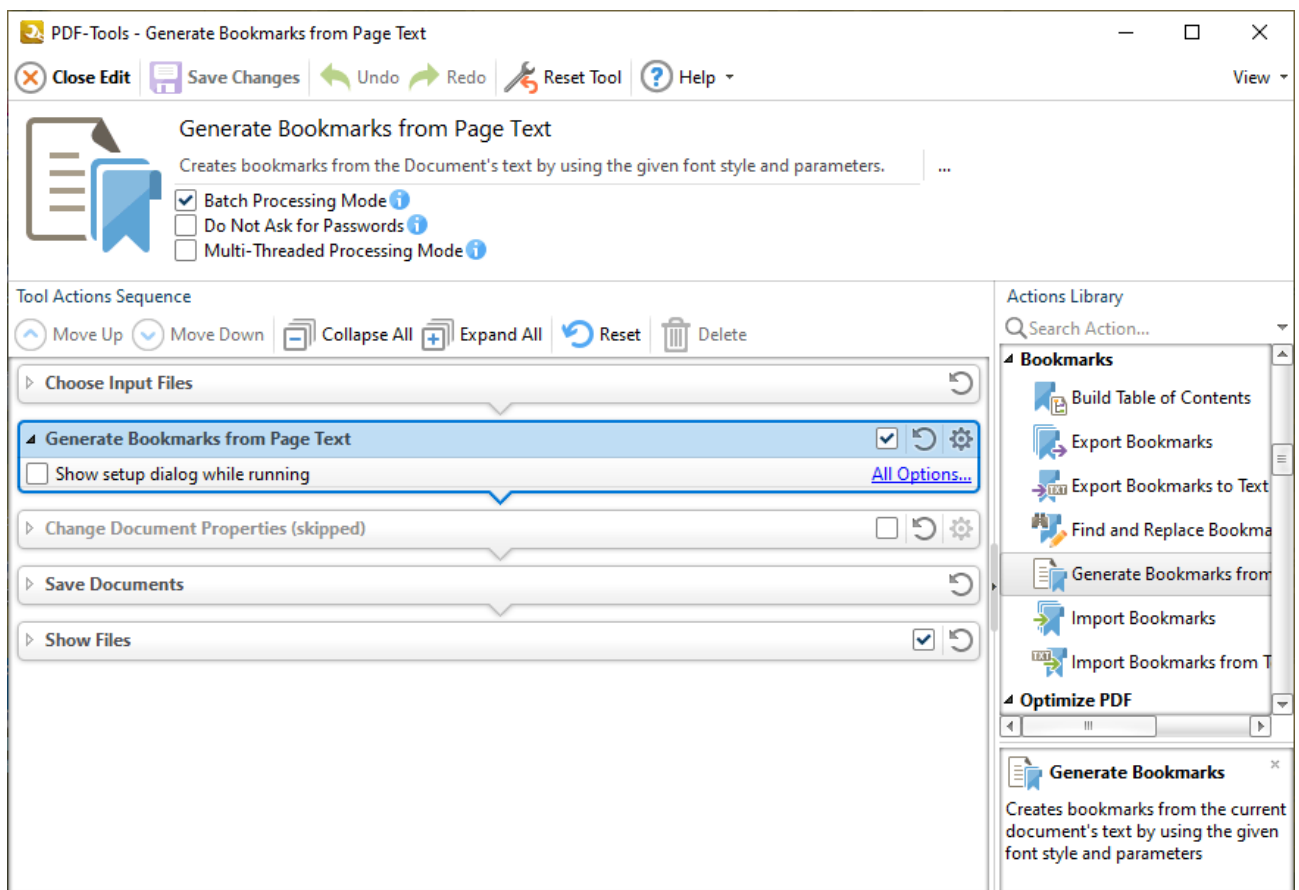 PDF-Tools - Generate Bookmarks from Page Text
Close Edit Save Changes Undo Redo Reset Tool Help View
Generate Bookmarks from Page Text
Creates bookmarks from the Document's text by using the given font style and parameters. ...
Batch Processing Mode
Do Not Ask for Passwords
Multi-Threaded Processing Mode
Tool Actions Sequence
Move Up Move Down Collapse All Expand All Reset Delete
Choose Input Files
Generate Bookmarks from Page Text
Show setup dialog while running All Options...
Change Document Properties (skipped)
Save Documents
Show Files
Actions Library
Search Action...
Bookmarks
Build Table of Contents
Export Bookmarks
TXT Export Bookmarks to Text
Find and Replace Bookma
Generate Bookmarks from
Import Bookmarks
TXT Import Bookmarks from T
Optimize PDF
Generate Bookmarks
Creates bookmarks from the current
document's text by using the given
font style and parameters